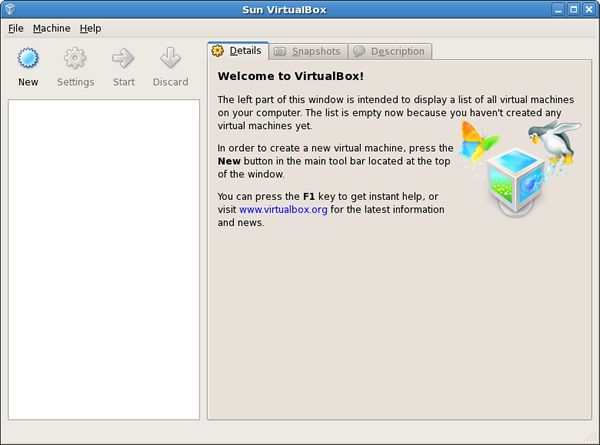 Sun VirtualBox
File Machine Help
New Settings Start Discard
Details Snapshots Description
Welcome to VirtualBox!
The left part of this window is intended to display a list of all virtual machines
on your computer. The list is empty now because you haven't created any
virtual machines yet.
In order to create a new virtual machine, press the
New button in the main tool bar located at the top
of the window.
You can press the F1 key to get instant help, or
visit www.virtualbox.org for the latest information
and news.